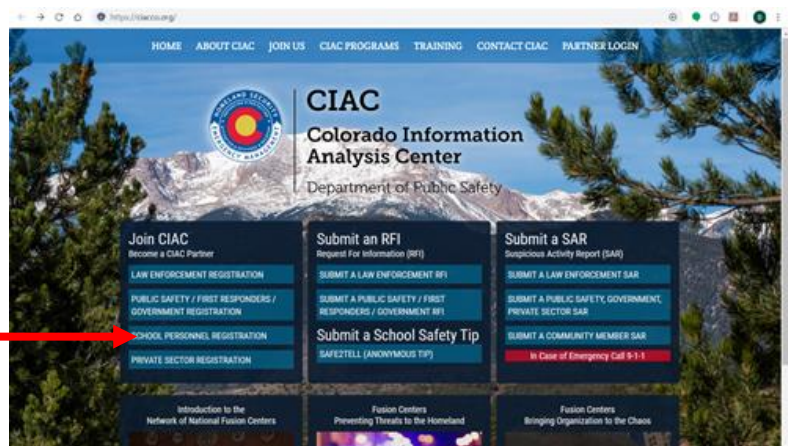 https://ciacco.org/
HOME ABOUT CIAC JOIN US CIAC PROGRAMS TRAINING CONTACT CIAC PARTNER LOGIN
HOMELAND SECURITY
EMERGENCY MANAGEMENT
CIAC
Colorado Information
Analysis Center
Department of Public Safety
Join CIAC
Become a CIAC Partner
LAW ENFORCEMENT REGISTRATION
PUBLIC SAFETY / FIRST RESPONDERS /
GOVERNMENT REGISTRATION
SCHOOL PERSONNEL REGISTRATION
PRIVATE SECTOR REGISTRATION
Submit an RFI
Request For Information (RFI)
SUBMIT A LAW ENFORCEMENT RFI
SUBMIT A PUBLIC SAFETY / FIRST
RESPONDERS / GOVERNMENT RFI
Submit a School Safety Tip
SAFE2TELL (ANONYMOUS TIP)
Submit a SAR
Suspicious Activity Report (SAR)
SUBMIT A LAW ENFORCEMENT SAR
SUBMIT A PUBLIC SAFETY, GOVERNMENT,
PRIVATE SECTOR SAR
SUBMIT A COMMUNITY MEMBER SAR
In Case of Emergency Call 9-1-1
Introduction to the
Network of National Fusion Centers
Fusion Centers
Preventing Threats to the Homeland
Fusion Centers
Bringing Organization to the Chaos